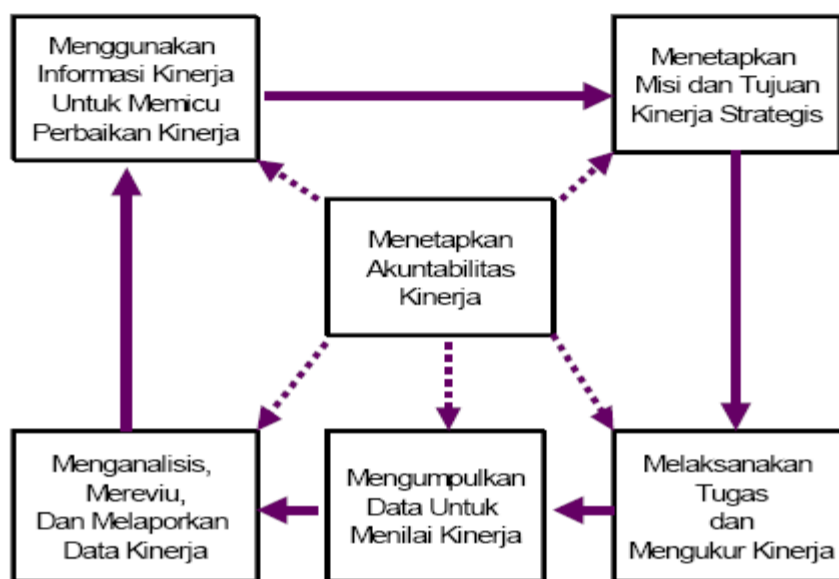 Menggunakan
Informasi Kinerja
Untuk Memicu
Perbaikan Kinerja
Menetapkan
Misi dan Tujuan
Kinerja Strategis
Menetapkan
Akuntabilitas
Kinerja
Menganalisis,
Mereviu,
Dan Melaporkan
Data Kinerja
Mengumpulkan
Data Untuk
Menilai Kinerja
Melaksanakan
Tugas
dan
Mengukur Kinerja